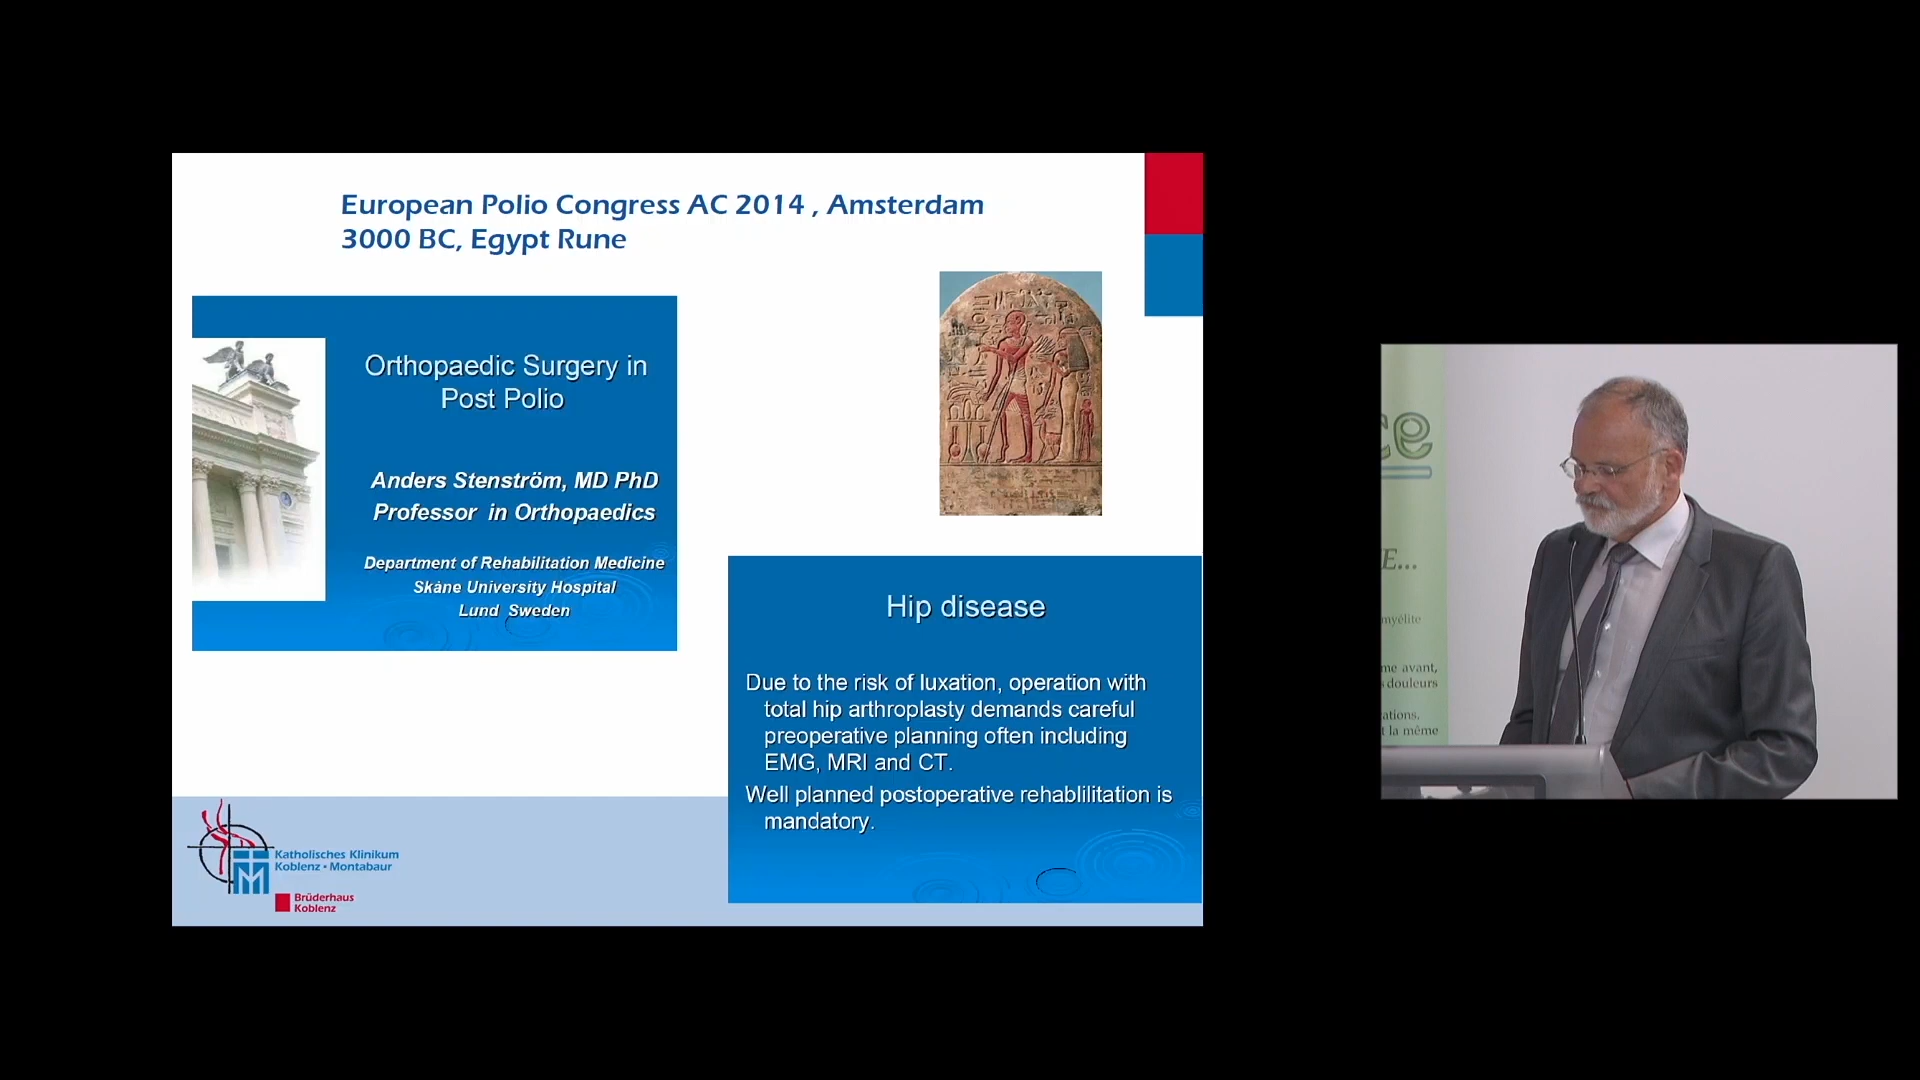 European Polio Congress AC 2014 , Amsterdam
3000 BC, Egypt Rune
Orthopaedic Surgery in
Post Polio
Anders Stenström, MD PhD
Professor in Orthopaedics
Department of Rehabilitation Medicine
Skåne University Hospital
Lund Sweden
Hip disease
Due to the risk of luxation, operation with
total hip arthroplasty demands careful
preoperative planning often including
EMG, MRI and CT.
Well planned postoperative rehablilitation is
mandatory.
Katholisches Klinikum
Koblenz • Montabaur
Brüderhaus
Koblenz
ce
E...
myélite
me avant,
douleurs
ations,
t la même